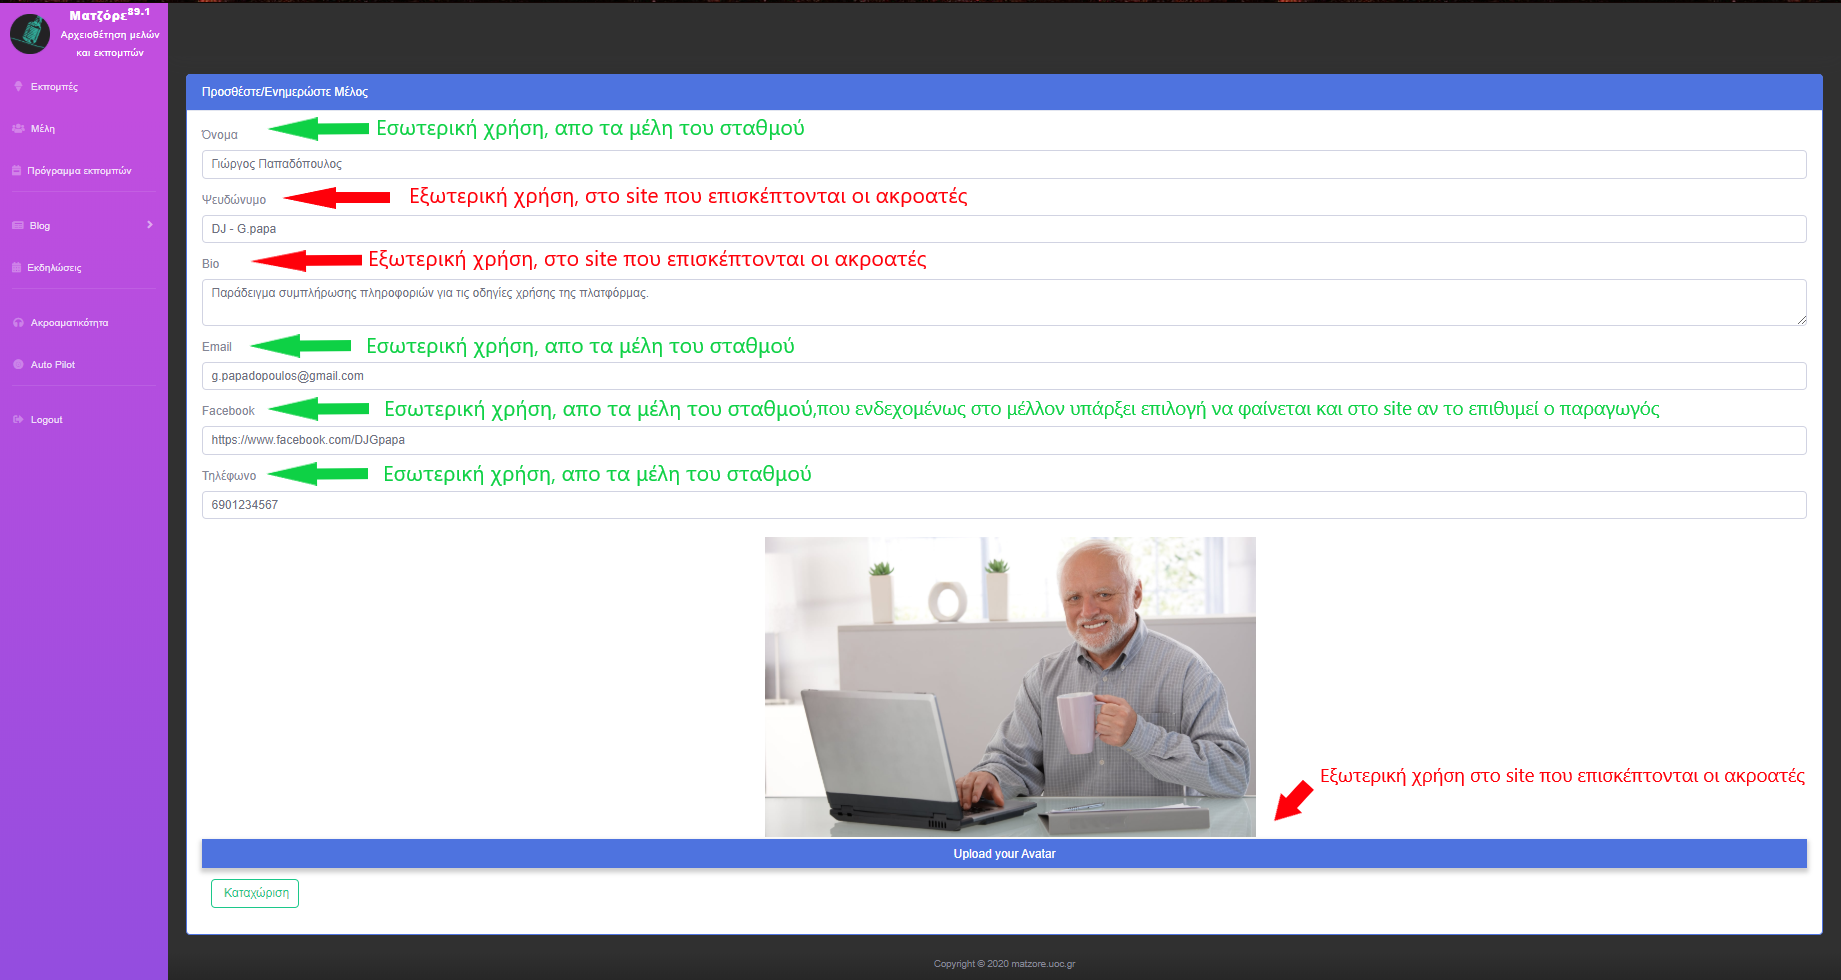 Ματζόρε89.1
Αρχειοθέτηση μελών
και εκπομπών
Εκπομπές
Μέλη
Πρόγραμμα εκπομπών
Blog
Εκδηλώσεις
Ακροαματικότητα
Auto Pilot
Logout
Προσθέστε/Ενημερώστε Μέλος
Όνομα
Εσωτερική χρήση, απο τα μέλη του σταθμού
Γιώργος Παπαδόπουλος
Ψευδώνυμο
Εξωτερική χρήση, στο site που επισκέπτονται οι ακροατές
DJ - G.papa
Bio
Εξωτερική χρήση, στο site που επισκέπτονται οι ακροατές
Παράδειγμα συμπλήρωσης πληροφοριών για τις οδηγίες χρήσης της πλατφόρμας.
Email
Εσωτερική χρήση, απο τα μέλη του σταθμού
g.papadopoulos@gmail.com
Facebook
Εσωτερική χρήση, απο τα μέλη του σταθμού,που ενδεχομένως στο μέλλον υπάρξει επιλογή να φαίνεται και στο site αν το επιθυμεί ο παραγωγός
https://www.facebook.com/DJGpapa
Τηλέφωνο
Εσωτερική χρήση, απο τα μέλη του σταθμού
6901234567
Εξωτερική χρήση στο site που επισκέπτονται οι ακροατές
Upload your Avatar
Καταχώριση
Copyright © 2020 matzore.uoc.gr